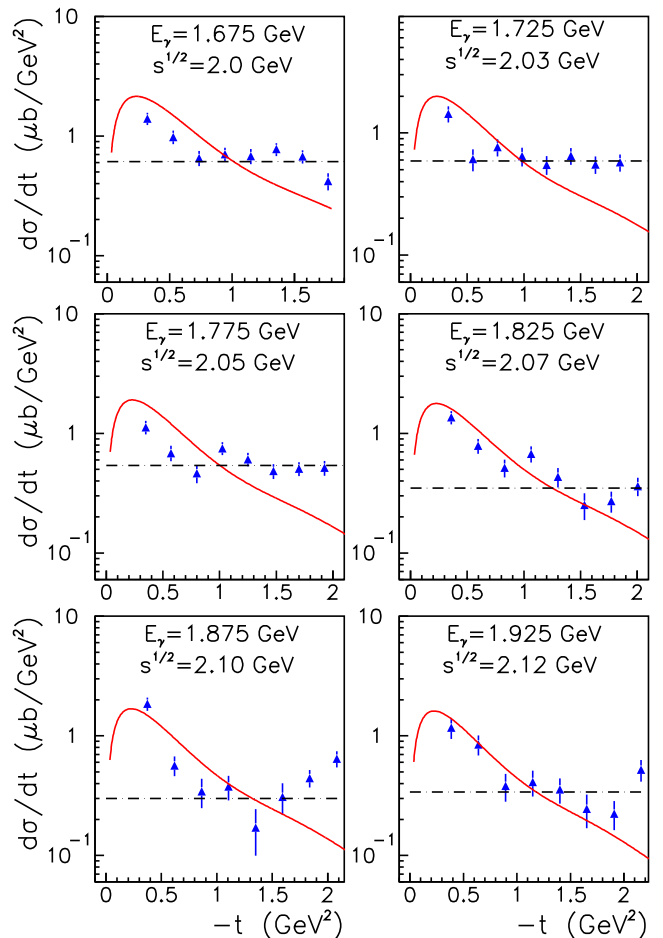 dσ/dt (μb/GeV²)
10
1
10⁻¹
E_γ=1.675 GeV
s^{1/2}=2.0 GeV
0 0.5 1 1.5
E_γ=1.725 GeV
s^{1/2}=2.03 GeV
10
1
10⁻¹
0 0.5 1 1.5 2
dσ/dt (μb/GeV²)
10
1
10⁻¹
E_γ=1.775 GeV
s^{1/2}=2.05 GeV
0 0.5 1 1.5 2
E_γ=1.825 GeV
s^{1/2}=2.07 GeV
10
1
10⁻¹
0 0.5 1 1.5 2
dσ/dt (μb/GeV²)
10
1
10⁻¹
E_γ=1.875 GeV
s^{1/2}=2.10 GeV
0 0.5 1 1.5 2
−t (GeV²)
E_γ=1.925 GeV
s^{1/2}=2.12 GeV
10
1
10⁻¹
0 0.5 1 1.5 2
−t (GeV²)